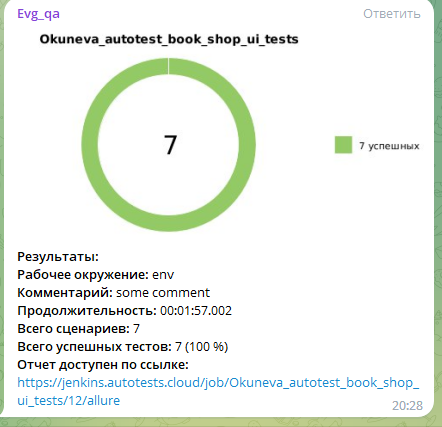 Evg_qa Ответить
Okuneva_autotest_book_shop_ui_tests
7
7 успешных
Результаты:
Рабочее окружение: env
Комментарий: some comment
Продолжительность: 00:01:57.002
Всего сценариев: 7
Всего успешных тестов: 7 (100 %)
Отчет доступен по ссылке:
https://jenkins.autotests.cloud/job/Okuneva_autotest_book_shop_
ui_tests/12/allure
20:28